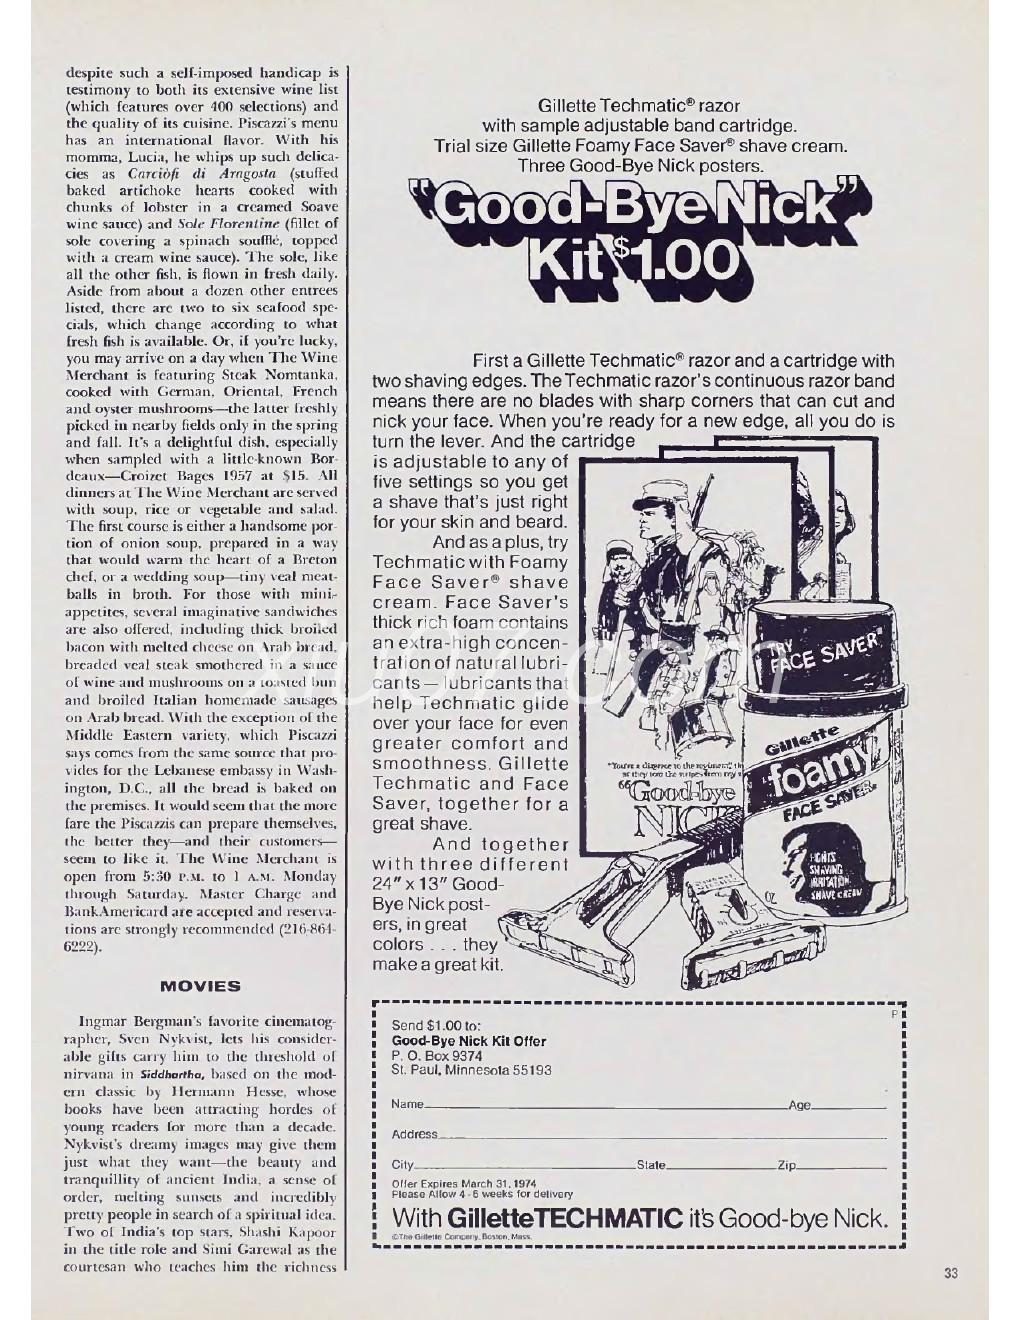 despite such a self-imposed handicap is
testimony to both its extensive wine list
(which features over 400 selections) and
the quality of its cuisine. Piscazzi's menu
has an international flavor. With his
momma, Lucia, he whips up such delica-
cies as Carciòfi di Aragosta (stuffed
baked artichoke hearts cooked with
chunks of lobster in a creamed Soave
wine sauce) and Sole Florentine (fillet of
sole covering a spinach soufflé, topped
with a cream wine sauce). The sole, like
all the other fish, is flown in fresh daily.
Aside from about a dozen other entrees
listed, there are two to six seafood spe-
cials, which change according to what
fresh fish is available. Or, if you're lucky,
you may arrive on a day when The Wine
Merchant is featuring Steak Nomtanka,
cooked with German, Oriental, French
and oyster mushrooms—the latter freshly
picked in nearby fields only in the spring
and fall. It's a delightful dish, especially
when sampled with a little-known Bor-
deaux—Croizet Bages 1957 at $15. All
dinners at The Wine Merchant are served
with soup, rice or vegetable and salad.
The first course is either a handsome por-
tion of onion soup, prepared in a way
that would warm the heart of a Breton
chef, or a wedding soup—tiny veal meat-
balls in broth. For those with mini-
appetites, several imaginative sandwiches
are also offered, including thick broiled
bacon with melted cheese on Arab bread,
breaded veal steak smothered in a sauce
of wine and mushrooms on a toasted bun
and broiled Italian homemade sausages
on Arab bread. With the exception of the
Middle Eastern variety, which Piscazzi
says comes from the same source that pro-
vides for the Lebanese embassy in Wash-
ington, D.C., all the bread is baked on
the premises. It would seem that the more
fare the Piscazzis can prepare themselves,
the better they—and their customers—
seem to like it. The Wine Merchant is
open from 5:30 P.M. to 1 A.M. Monday
through Saturday. Master Charge and
BankAmericard are accepted and reserva-
tions are strongly recommended (216-864-
6222).
MOVIES
Ingmar Bergman's favorite cinematog-
rapher, Sven Nykvist, lets his consider-
able gifts carry him to the threshold of
nirvana in Siddhartha, based on the mod-
ern classic by Hermann Hesse, whose
books have been attracting hordes of
young readers for more than a decade.
Nykvist's dreamy images may give them
just what they want—the beauty and
tranquillity of ancient India, a sense of
order, melting sunsets and incredibly
pretty people in search of a spiritual idea.
Two of India's top stars, Shashi Kapoor
in the title role and Simi Garewal as the
courtesan who teaches him the richness
Gillette Techmatic® razor
with sample adjustable band cartridge.
Trial size Gillette Foamy Face Saver® shave cream.
Three Good-Bye Nick posters.
"Good-Bye Nick"
Kit $1.00
First a Gillette Techmatic® razor and a cartridge with
two shaving edges. The Techmatic razor's continuous razor band
means there are no blades with sharp corners that can cut and
nick your face. When you're ready for a new edge, all you do is
turn the lever. And the cartridge
is adjustable to any of
five settings so you get
a shave that's just right
for your skin and beard.
And as a plus, try
Techmatic with Foamy
Face Saver® shave
cream. Face Saver's
thick rich foam contains
an extra-high concen-
tration of natural lubri-
cants — lubricants that
help Techmatic glide
over your face for even
greater comfort and
smoothness. Gillette
Techmatic and Face
Saver, together for a
great shave.
And together
with three different
24" x 13" Good-
Bye Nick post-
ers, in great
colors . . . they
make a great kit.
TRY
FACE SAVER®
Gillette
foamy
FACE SAVER
FIGHTS
SHAVING
IRRITATION
SHAVE CREAM
"You're a disgrace to the regiment," th
as they tore the stripes from my s
"Good-bye
NICK
P
Send $1.00 to:
Good-Bye Nick Kit Offer
P. O. Box 9374
St. Paul, Minnesota 55193
Name Age
Address
City State Zip
Offer Expires March 31, 1974
Please Allow 4-6 weeks for delivery
With Gillette TECHMATIC it's Good-bye Nick.
©The Gillette Company, Boston, Mass.
33